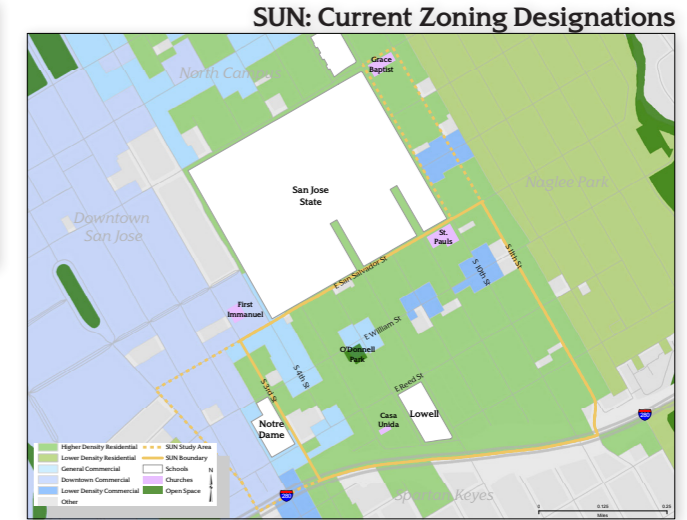 SUN: Current Zoning Designations
North Campus
Grace
Baptist
San Jose
State
Naglee Park
Downtown
San Jose
St.
Pauls
S 11th St
S 10th St
E San Salvador St
First
Immanuel
E William St
O'Donnell
Park
S 4th St
S 3rd St
E Reed St
Casa
Unida
Lowell
Notre
Dame
280
280
Spartan Keyes
Higher Density Residential
Lower Density Residential
General Commercial
Downtown Commercial
Lower Density Commercial
Other
SUN Study Area
SUN Boundary
Schools
Churches
Open Space
N
0 0.125 0.25
Miles